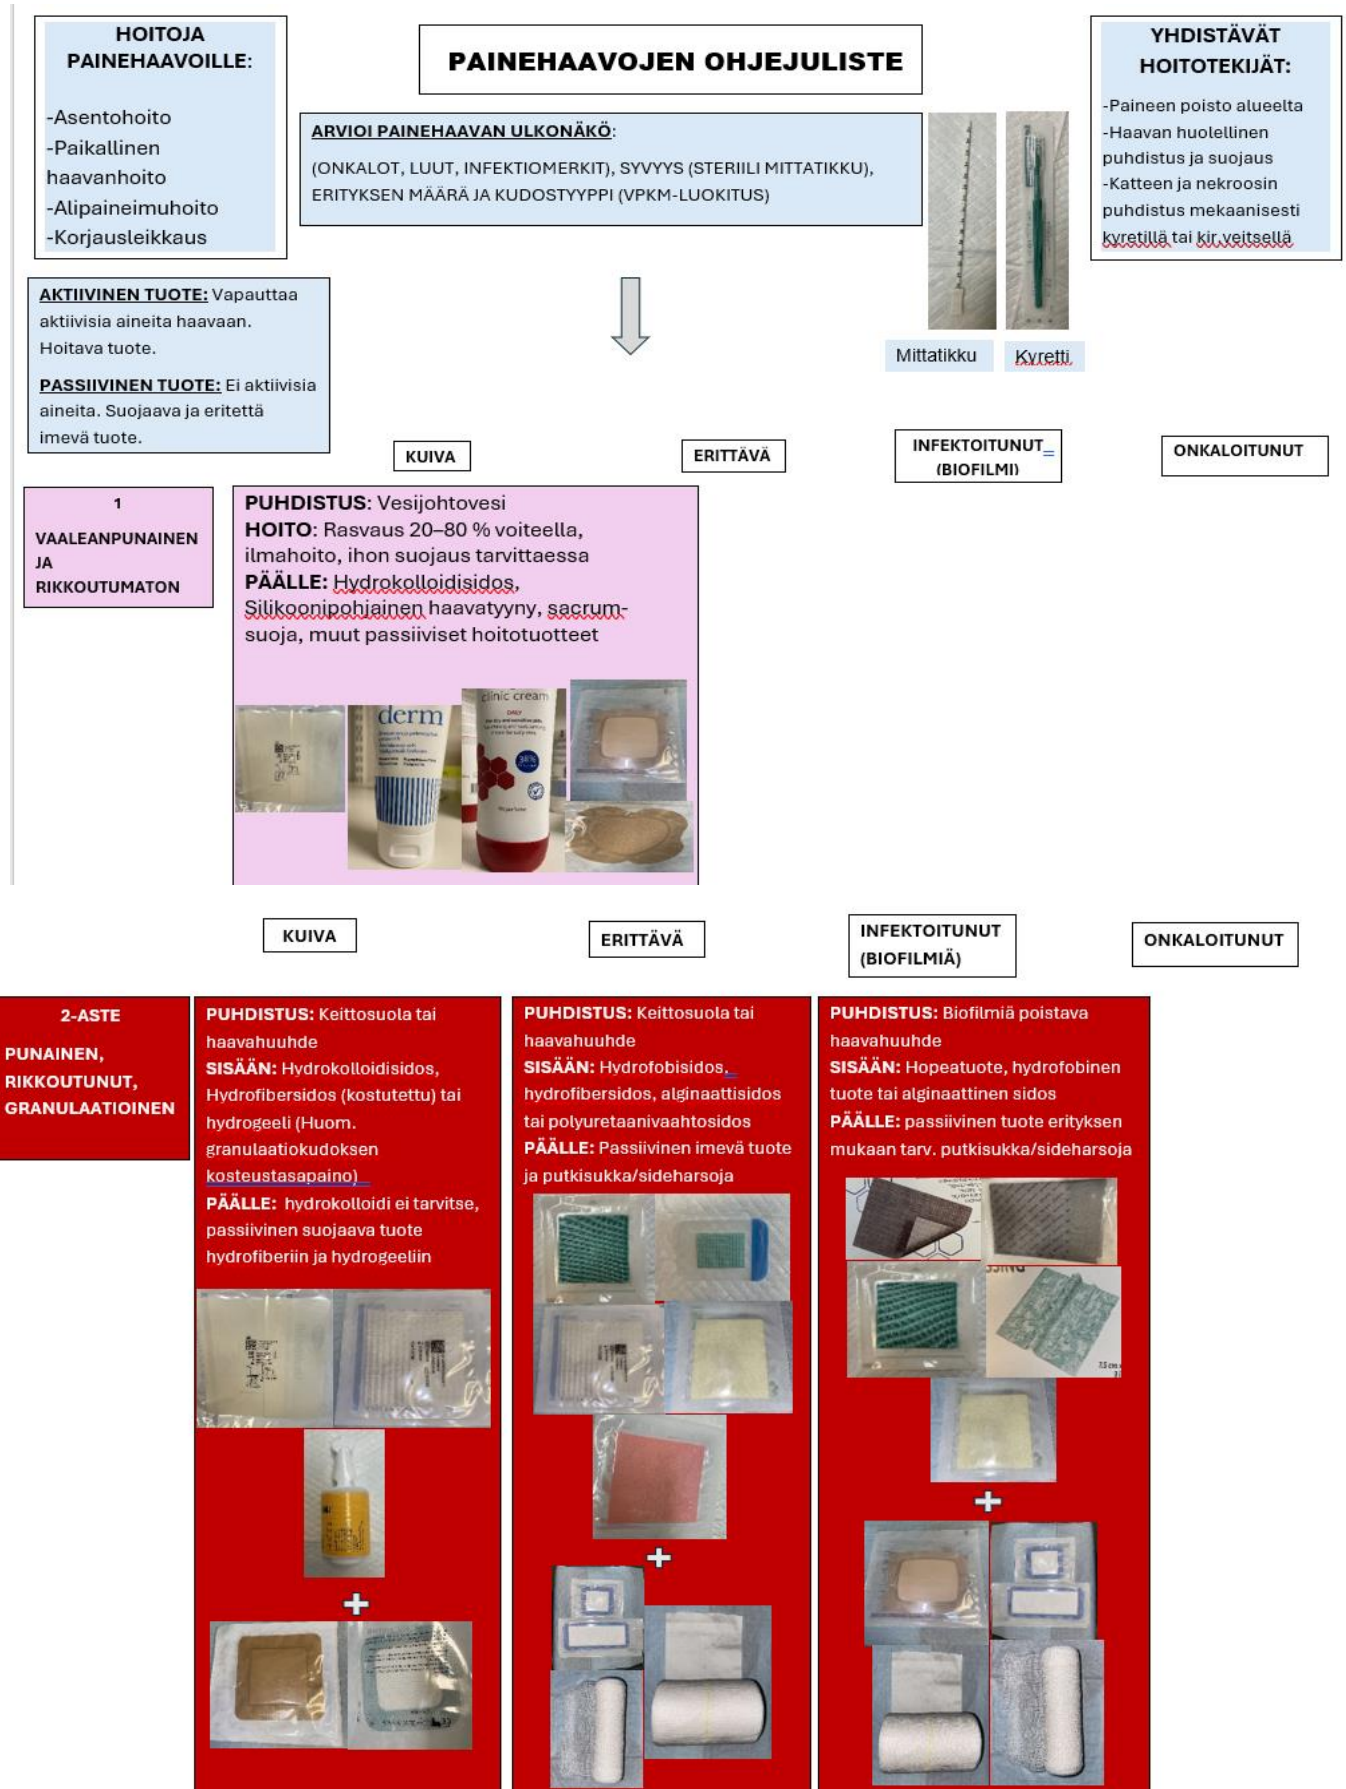 HOITOJA
PAINEHAAVOILLE:
-Asentohoito
-Paikallinen
haavanhoito
-Alipaineimuhoito
-Korjausleikkaus
PAINEHAAVOJEN OHJEJULISTE
ARVIOI PAINEHAAVAN ULKONÄKÖ:
(ONKALOT, LUUT, INFEKTIOMERKIT), SYVYYS (STERIILI MITTATIKKU),
ERITYKSEN MÄÄRÄ JA KUDOSTYYPPI (VPKM-LUOKITUS)
YHDISTÄVÄT
HOITOTEKIJÄT:
-Paineen poisto alueelta
-Haavan huolellinen
puhdistus ja suojaus
-Katteen ja nekroosin
puhdistus mekaanisesti
kyretillä tai kir.veitsellä
Mittatikku
Kyretti
AKTIIVINEN TUOTE: Vapauttaa
aktiivisia aineita haavaan.
Hoitava tuote.
PASSIIVINEN TUOTE: Ei aktiivisia
aineita. Suojaava ja eritettä
imevä tuote.
KUIVA
ERITTÄVÄ
INFEKTOITUNUT
(BIOFILMI)
ONKALOITUNUT
1
VAALEANPUNAINEN
JA
RIKKOUTUMATON
PUHDISTUS: Vesijohtovesi
HOITO: Rasvaus 20–80 % voiteella,
ilmahoito, ihon suojaus tarvittaessa
PÄÄLLE: Hydrokolloidisidos,
Silikoonipohjainen haavatyyny, sacrum-
suoja, muut passiiviset hoitotuotteet
derm
clinic cream
DAILY
38%
KUIVA
ERITTÄVÄ
INFEKTOITUNUT
(BIOFILMIÄ)
ONKALOITUNUT
2-ASTE
PUNAINEN,
RIKKOUTUNUT,
GRANULAATIOINEN
PUHDISTUS: Keittosuola tai
haavahuuhde
SISÄÄN: Hydrokolloidisidos,
Hydrofibersidos (kostutettu) tai
hydrogeeli (Huom.
granulaatiokudoksen
kosteustasapaino)
PÄÄLLE: hydrokolloidi ei tarvitse,
passiivinen suojaava tuote
hydrofiberiin ja hydrogeeliin
PUHDISTUS: Keittosuola tai
haavahuuhde
SISÄÄN: Hydrofobisidos,
hydrofibersidos, alginaattisidos
tai polyuretaanivaahtosidos
PÄÄLLE: Passiivinen imevä tuote
ja putkisukka/sideharsoja
PUHDISTUS: Biofilmiä poistava
haavahuuhde
SISÄÄN: Hopeatuote, hydrofobinen
tuote tai alginaattinen sidos
PÄÄLLE: passiivinen tuote erityksen
mukaan tarv. putkisukka/sideharsoja
7.5 cm